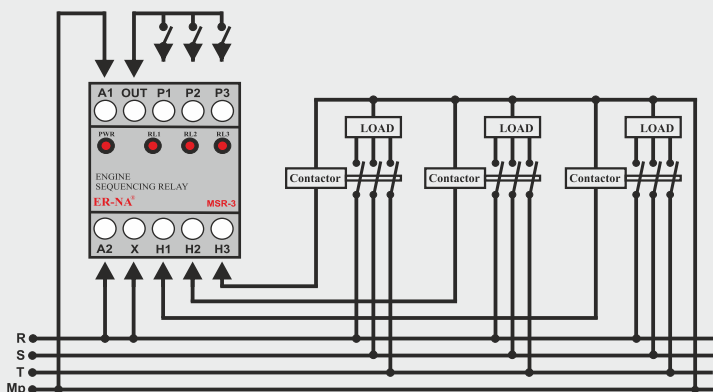 A1 OUT P1 P2 P3
PWR RL1 RL2 RL3
ENGINE
SEQUENCING RELAY
ER-NA® MSR-3
A2 X H1 H2 H3
LOAD LOAD LOAD
Contactor Contactor Contactor
R
S
T
Mp